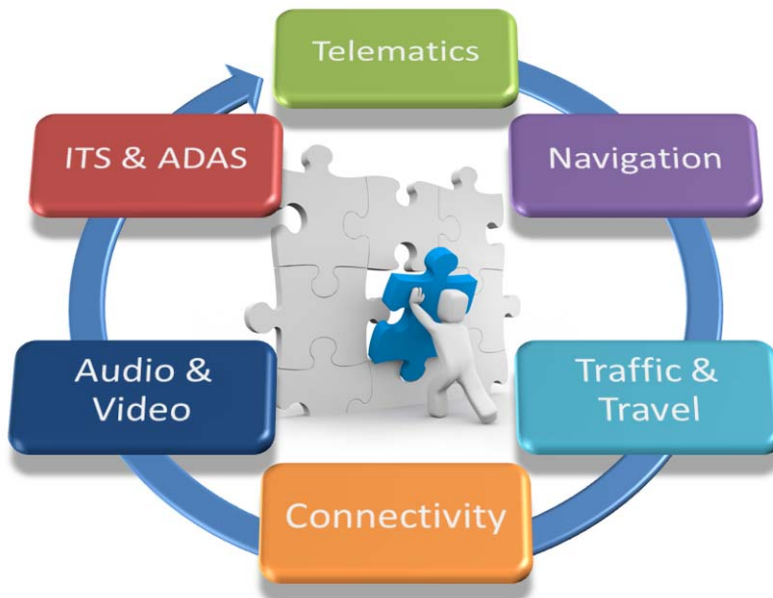 Telematics
Navigation
Traffic &
Travel
Connectivity
Audio &
Video
ITS & ADAS